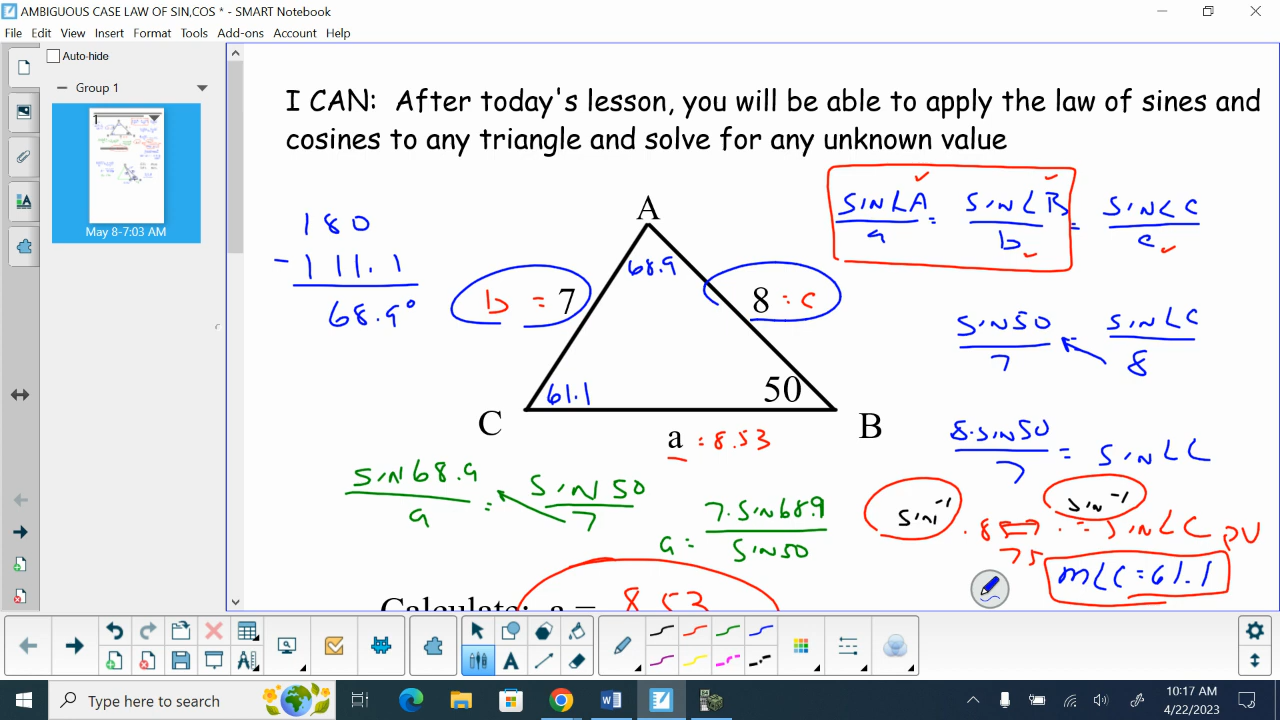 AMBIGUOUS CASE LAW OF SIN,COS * - SMART Notebook
File Edit View Insert Format Tools Add-ons Account Help
Auto-hide
Group 1
1
May 8-7:03 AM
I CAN: After today's lesson, you will be able to apply the law of sines and
cosines to any triangle and solve for any unknown value
sin∠A/a = sin∠B/b = sin∠C/c
180
- 111.1
68.9°
A
68.9
b = 7
8 = c
sin50/7 = sin∠C/8
61.1
50
C
B
a = 8.53
8·sin50/7 = sin∠C
sin68.9/a = sin50/7
a = 7·sin68.9/sin50
sin⁻¹
sin⁻¹
.875
= sin∠C
m∠C = 61.1
Calculate: a = 8.53
Type here to search
10:17 AM
4/22/2023